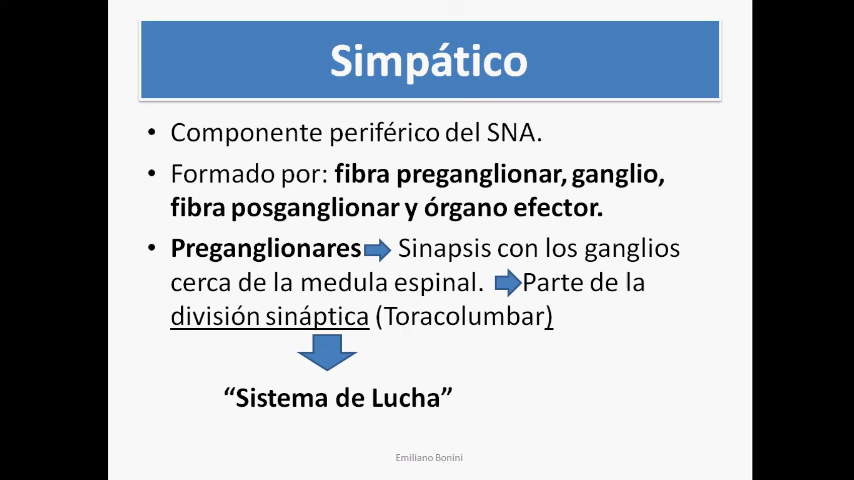 Simpático
• Componente periférico del SNA.
• Formado por: fibra preganglionar, ganglio,
fibra posganglionar y órgano efector.
• Preganglionares Sinapsis con los ganglios
cerca de la medula espinal. Parte de la
división sináptica (Toracolumbar)
“Sistema de Lucha”
Emiliano Bonini